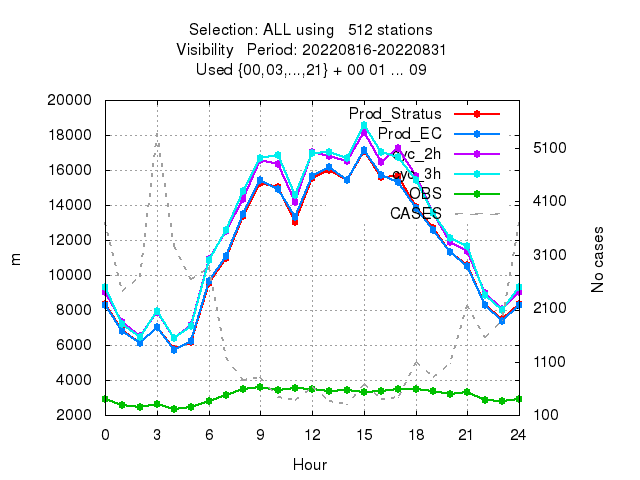 Selection: ALL using 512 stations
Visibility Period: 20220816-20220831
Used {00,03,...,21} + 00 01 ... 09
Prod_Stratus
Prod_EC
cyc_2h
cyc_3h
OBS
CASES
20000
18000
16000
14000
12000
10000
8000
6000
4000
2000
m
5100
4100
3100
2100
1100
100
No cases
0 3 6 9 12 15 18 21 24
Hour